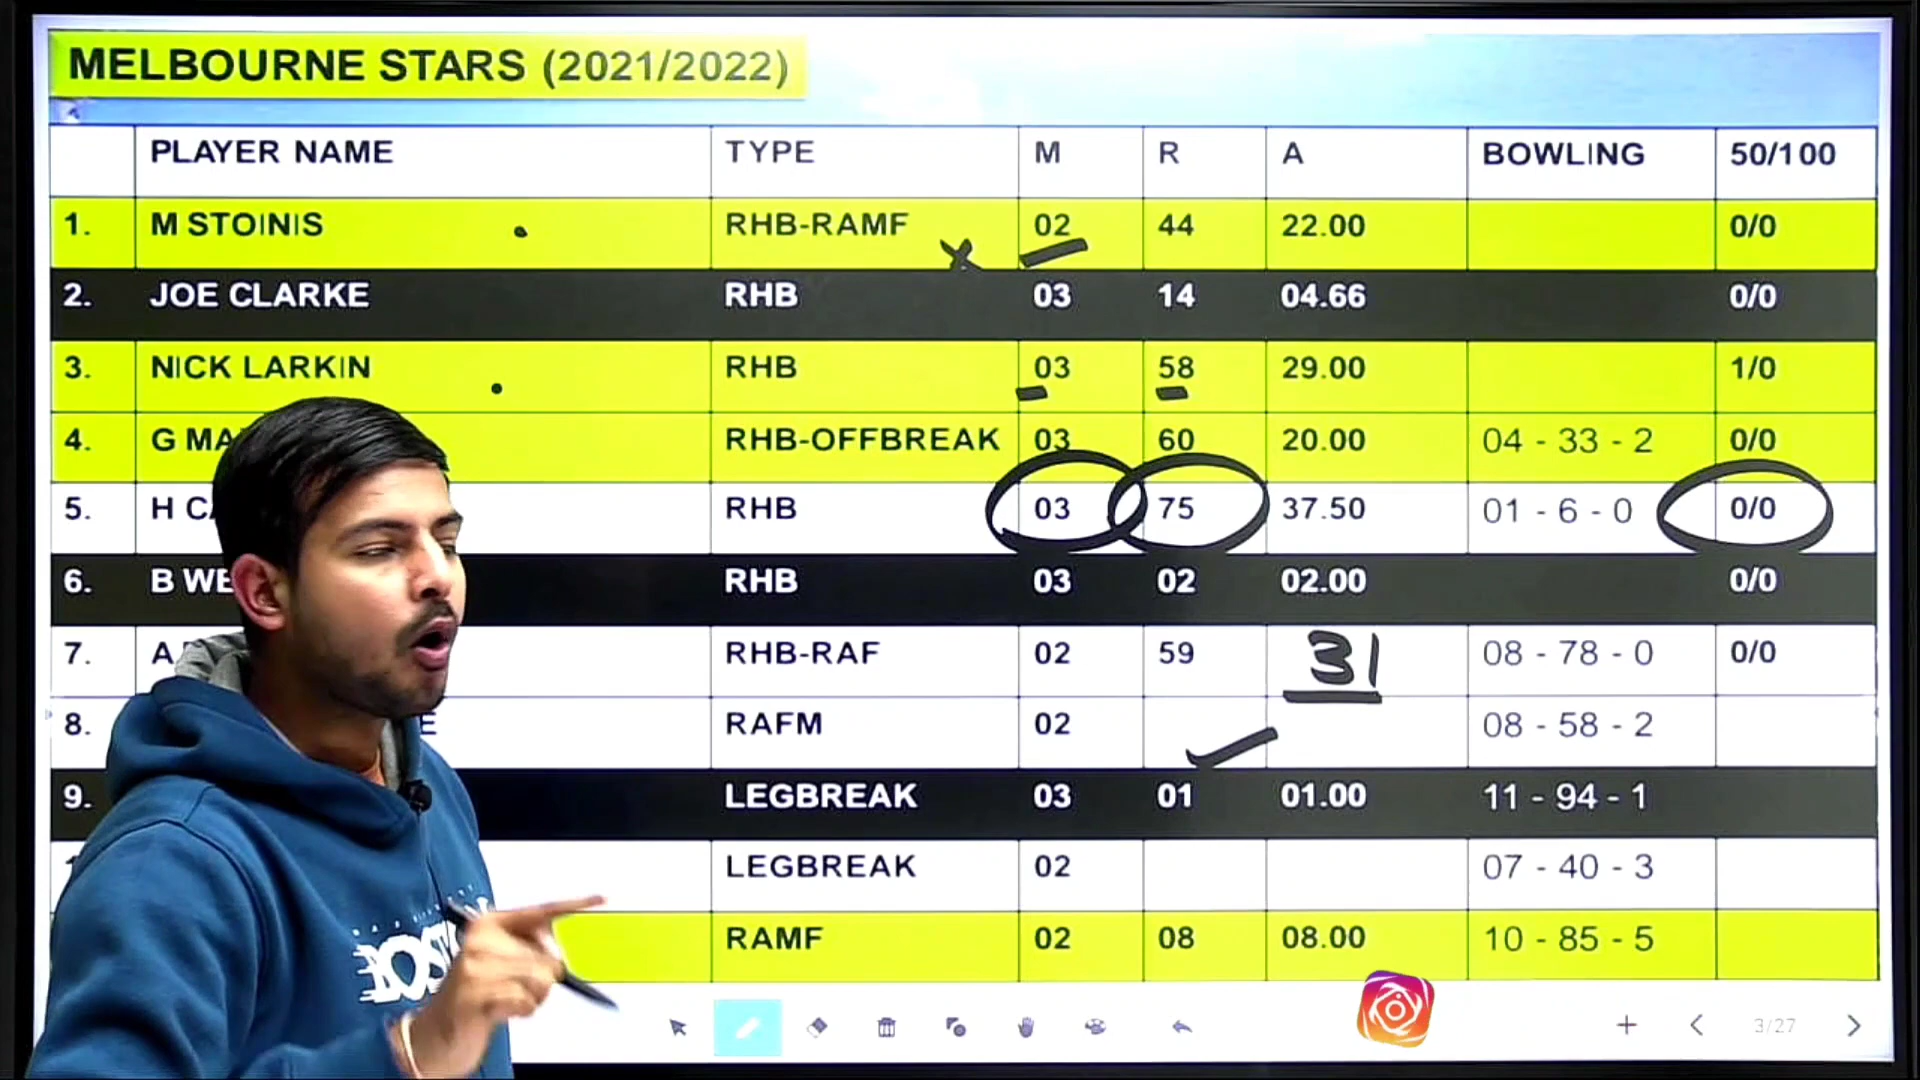 MELBOURNE STARS (2021/2022)
PLAYER NAME TYPE M R A BOWLING 50/100
1. M STOINIS RHB-RAMF 02 44 22.00 0/0
2. JOE CLARKE RHB 03 14 04.66 0/0
3. NICK LARKIN RHB 03 58 29.00 1/0
4. G RHB-OFFBREAK 03 60 20.00 04 - 33 - 2 0/0
5. H RHB 03 75 37.50 01 - 6 - 0 0/0
6. B RHB 03 02 02.00 0/0
7. A RHB-RAF 02 59 31 08 - 78 - 0 0/0
8. RAFM 02 08 - 58 - 2
9. LEGBREAK 03 01 01.00 11 - 94 - 1
LEGBREAK 02 07 - 40 - 3
RAMF 02 08 08.00 10 - 85 - 5
3/27